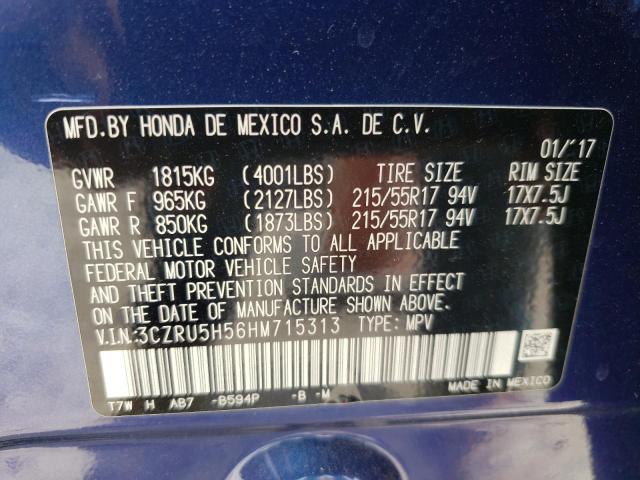 MFD.BY HONDA DE MEXICO S.A. DE C.V.
01/'17
GVWR 1815KG (4001LBS) TIRE SIZE RIM SIZE
GAWR F 965KG (2127LBS) 215/55R17 94V 17X7.5J
GAWR R 850KG (1873LBS) 215/55R17 94V 17X7.5J
THIS VEHICLE CONFORMS TO ALL APPLICABLE
FEDERAL MOTOR VEHICLE SAFETY
AND THEFT PREVENTION STANDARDS IN EFFECT
ON THE DATE OF MANUFACTURE SHOWN ABOVE.
V.I.N:3CZRU5H56HM715313 TYPE: MPV
MADE IN MEXICO
T7W H AB7 -B594P -B -M